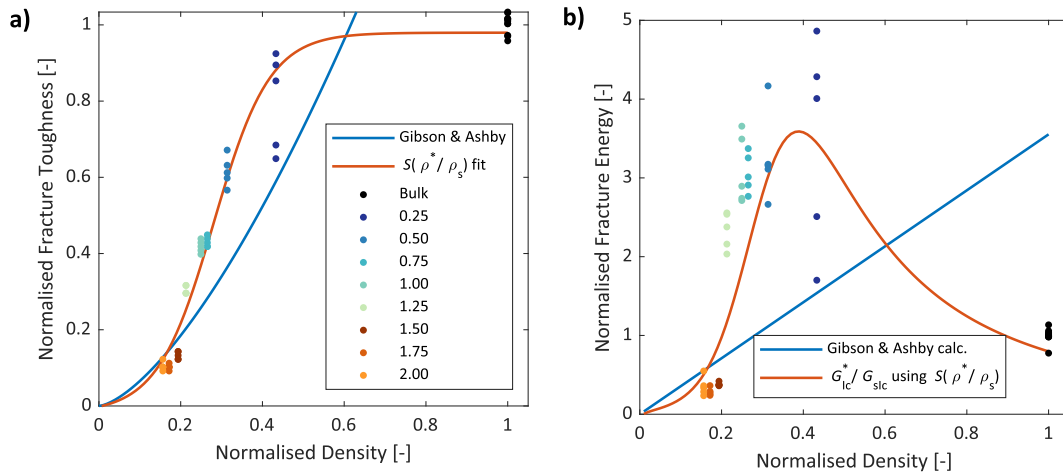 a)
Normalised Fracture Toughness [-]
1
0.8
0.6
0.4
0.2
0
0
0.2
0.4
0.6
0.8
1
Normalised Density [-]
Gibson & Ashby
S( ρ*/ ρs) fit
Bulk
0.25
0.50
0.75
1.00
1.25
1.50
1.75
2.00
b)
Normalised Fracture Energy [-]
5
4
3
2
1
0
0
0.2
0.4
0.6
0.8
1
Normalised Density [-]
Gibson & Ashby calc.
G*Ic/ GsIc using S(ρ*/ ρs)